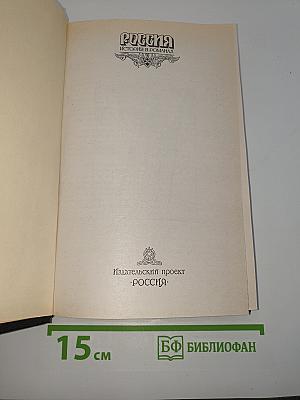 РОССИЯ
ИСТОРИЯ В РОМАНАХ
Издательский проект
·РОССИЯ·
15 см
БФ БИБЛИОФАН